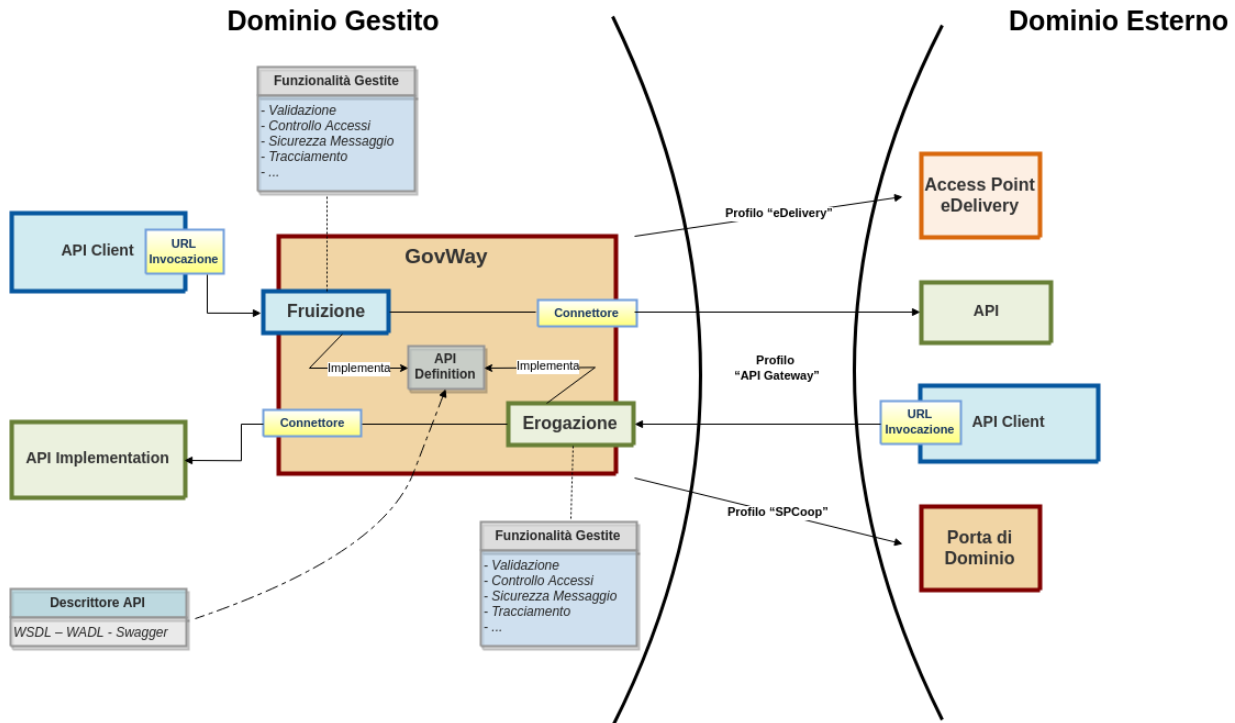 Dominio Gestito
Dominio Esterno
Funzionalità Gestite
- Validazione
- Controllo Accessi
- Sicurezza Messaggio
- Tracciamento
- ...
Access Point
eDelivery
Profilo “eDelivery”
API Client
URL
Invocazione
GovWay
Fruizione
Connettore
API
Implementa
API
Definition
Implementa
Profilo
“API Gateway”
Connettore
Erogazione
URL
Invocazione
API Client
API Implementation
Profilo “SPCoop”
Porta di
Dominio
Funzionalità Gestite
- Validazione
- Controllo Accessi
- Sicurezza Messaggio
- Tracciamento
- ...
Descrittore API
WSDL – WADL - Swagger